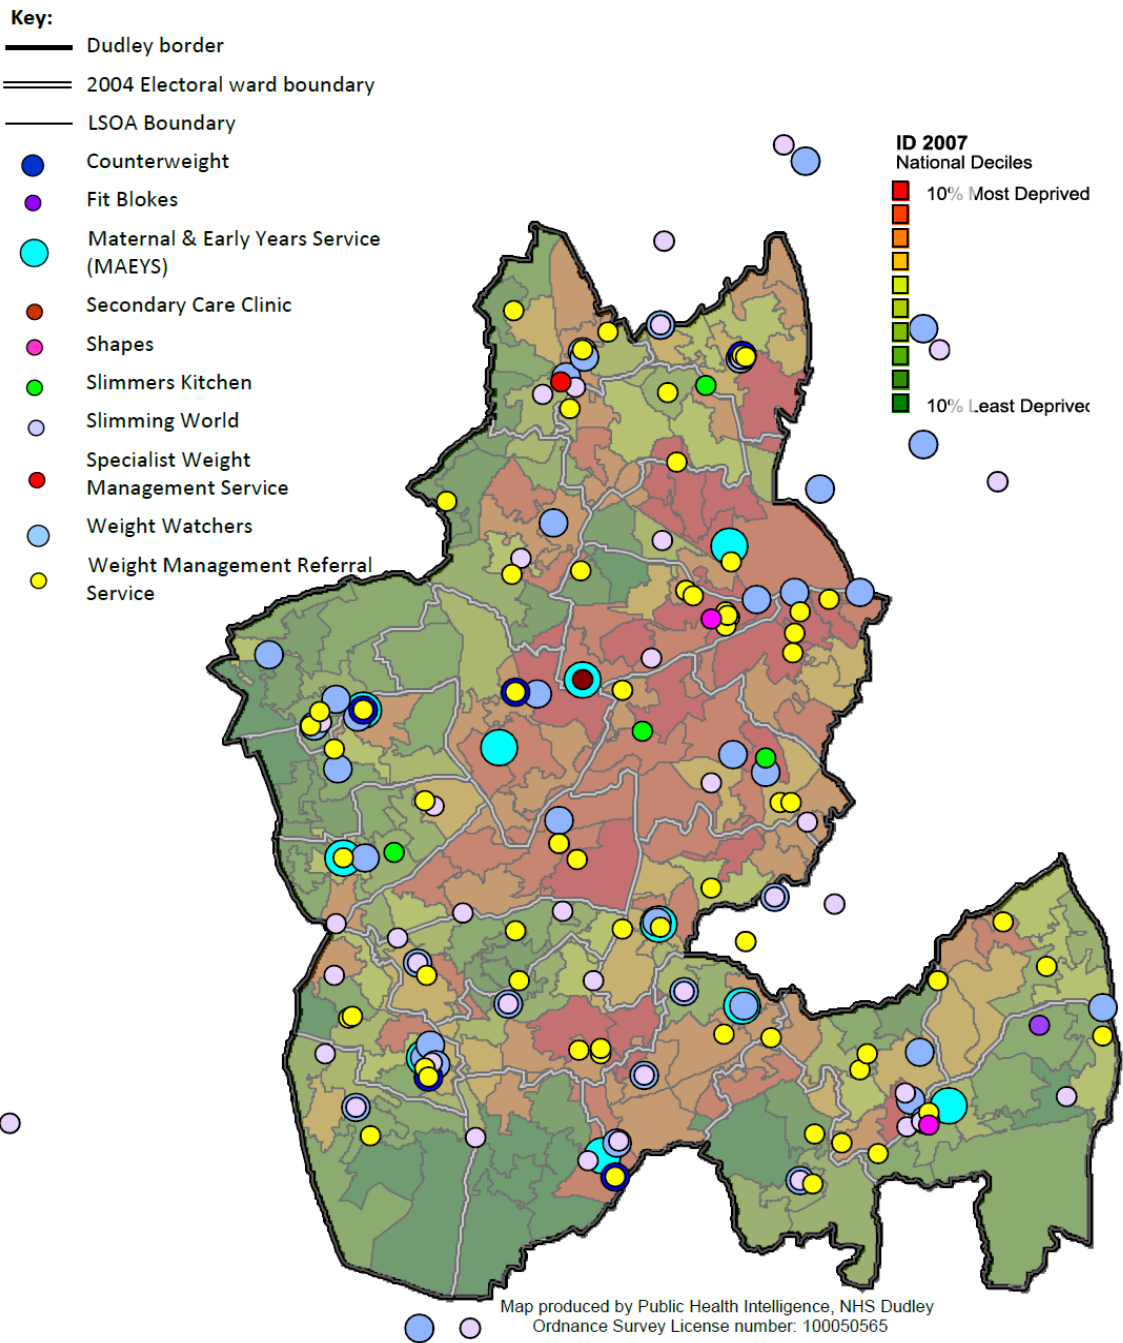 Key:
Dudley border
2004 Electoral ward boundary
LSOA Boundary
Counterweight
Fit Blokes
Maternal & Early Years Service
(MAEYS)
Secondary Care Clinic
Shapes
Slimmers Kitchen
Slimming World
Specialist Weight
Management Service
Weight Watchers
Weight Management Referral
Service
ID 2007
National Deciles
10% Most Deprived
10% Least Deprived
Map produced by Public Health Intelligence, NHS Dudley
Ordnance Survey License number: 100050565